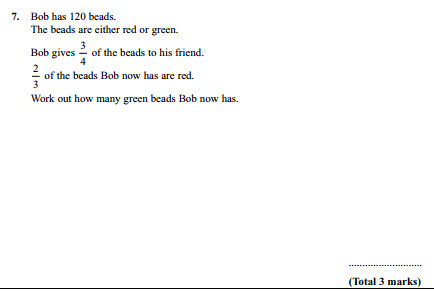 7. Bob has 120 beads.
The beads are either red or green.
Bob gives 3/4 of the beads to his friend.
2/3 of the beads Bob now has are red.
Work out how many green beads Bob now has.
..............................
(Total 3 marks)